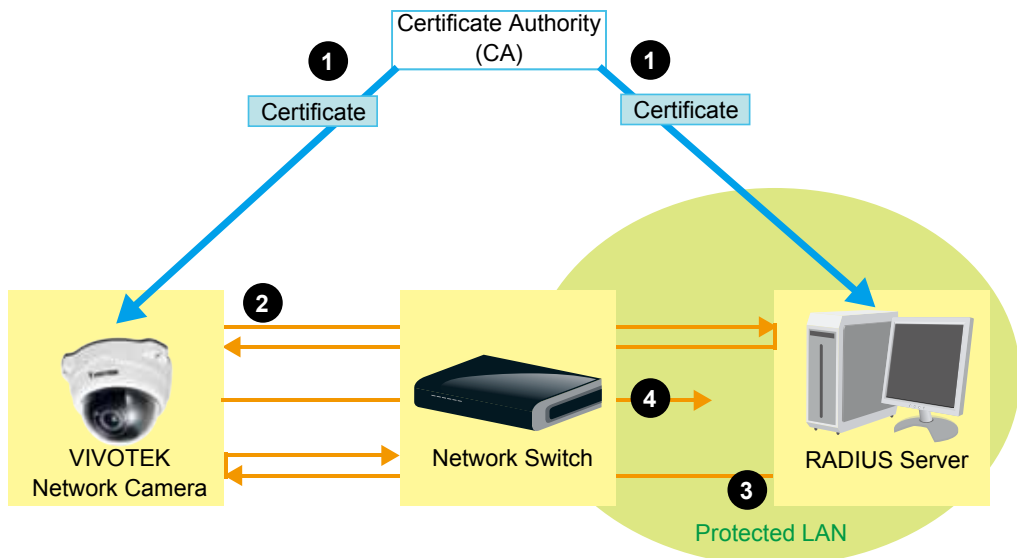 Certificate Authority
(CA)
1
1
Certificate
Certificate
2
4
VIVOTEK
Network Camera
Network Switch
RADIUS Server
3
Protected LAN